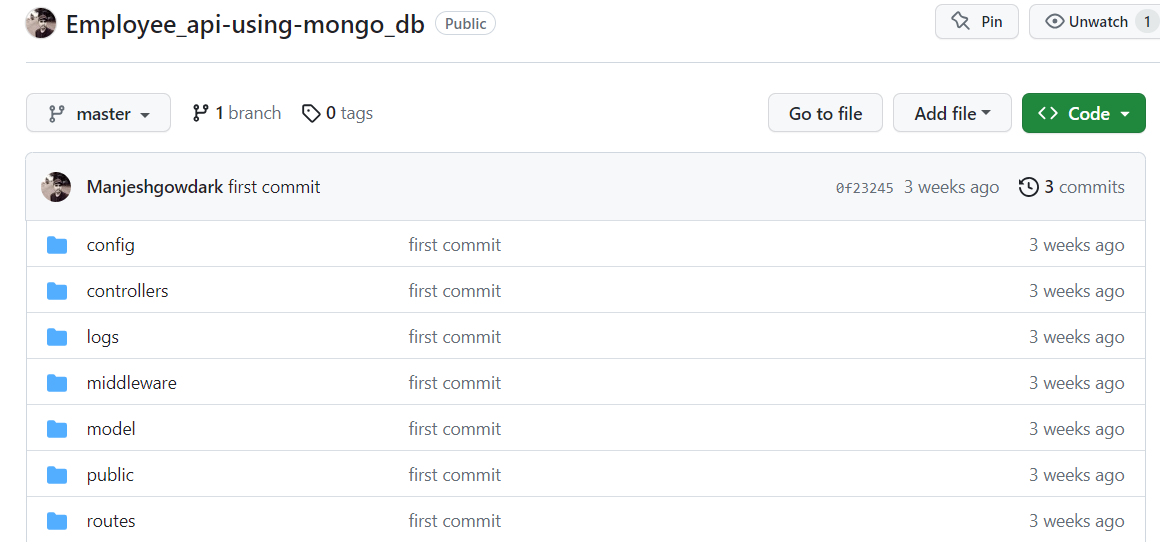 Employee_api-using-mongo_db Public Pin Unwatch 1
master 1 branch 0 tags Go to file Add file Code
Manjeshgowdark first commit 0f23245 3 weeks ago 3 commits
config first commit 3 weeks ago
controllers first commit 3 weeks ago
logs first commit 3 weeks ago
middleware first commit 3 weeks ago
model first commit 3 weeks ago
public first commit 3 weeks ago
routes first commit 3 weeks ago